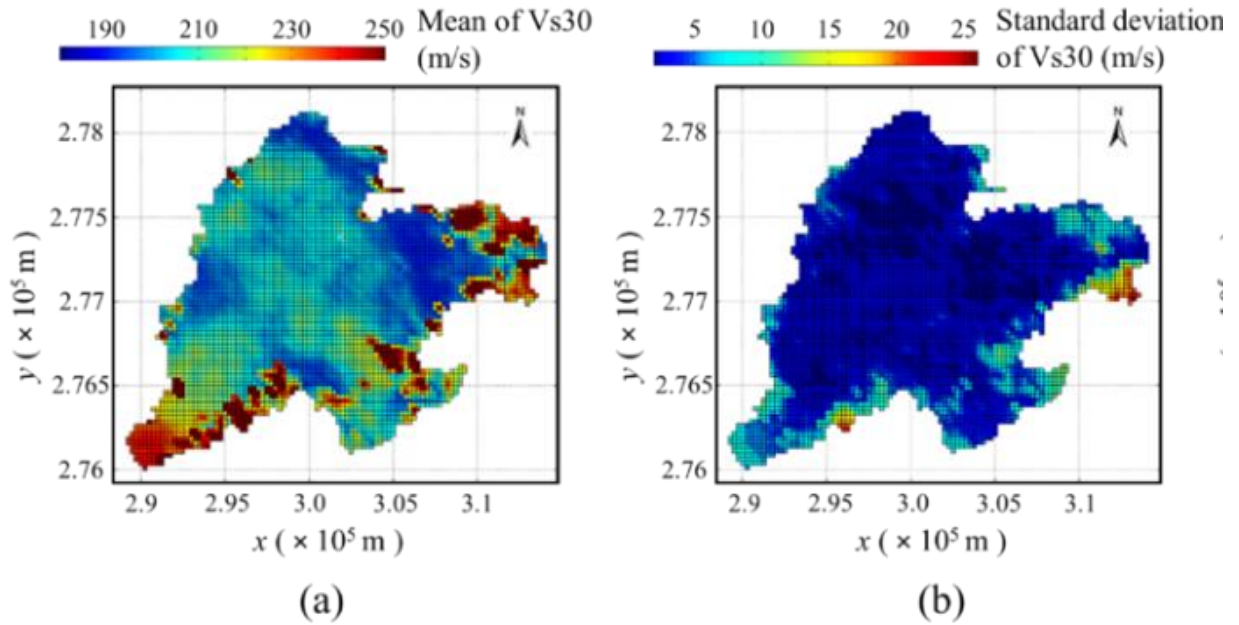 190 210 230 250 Mean of Vs30
(m/s)
5 10 15 20 25 Standard deviation
of Vs30 (m/s)
N
2.78
2.775
2.77
2.765
2.76
y ( × 10⁵ m )
2.9 2.95 3.0 3.05 3.1
x ( × 10⁵ m )
(a)
N
2.78
2.775
2.77
2.765
2.76
y ( × 10⁵ m )
2.9 2.95 3.0 3.05 3.1
x ( × 10⁵ m )
(b)